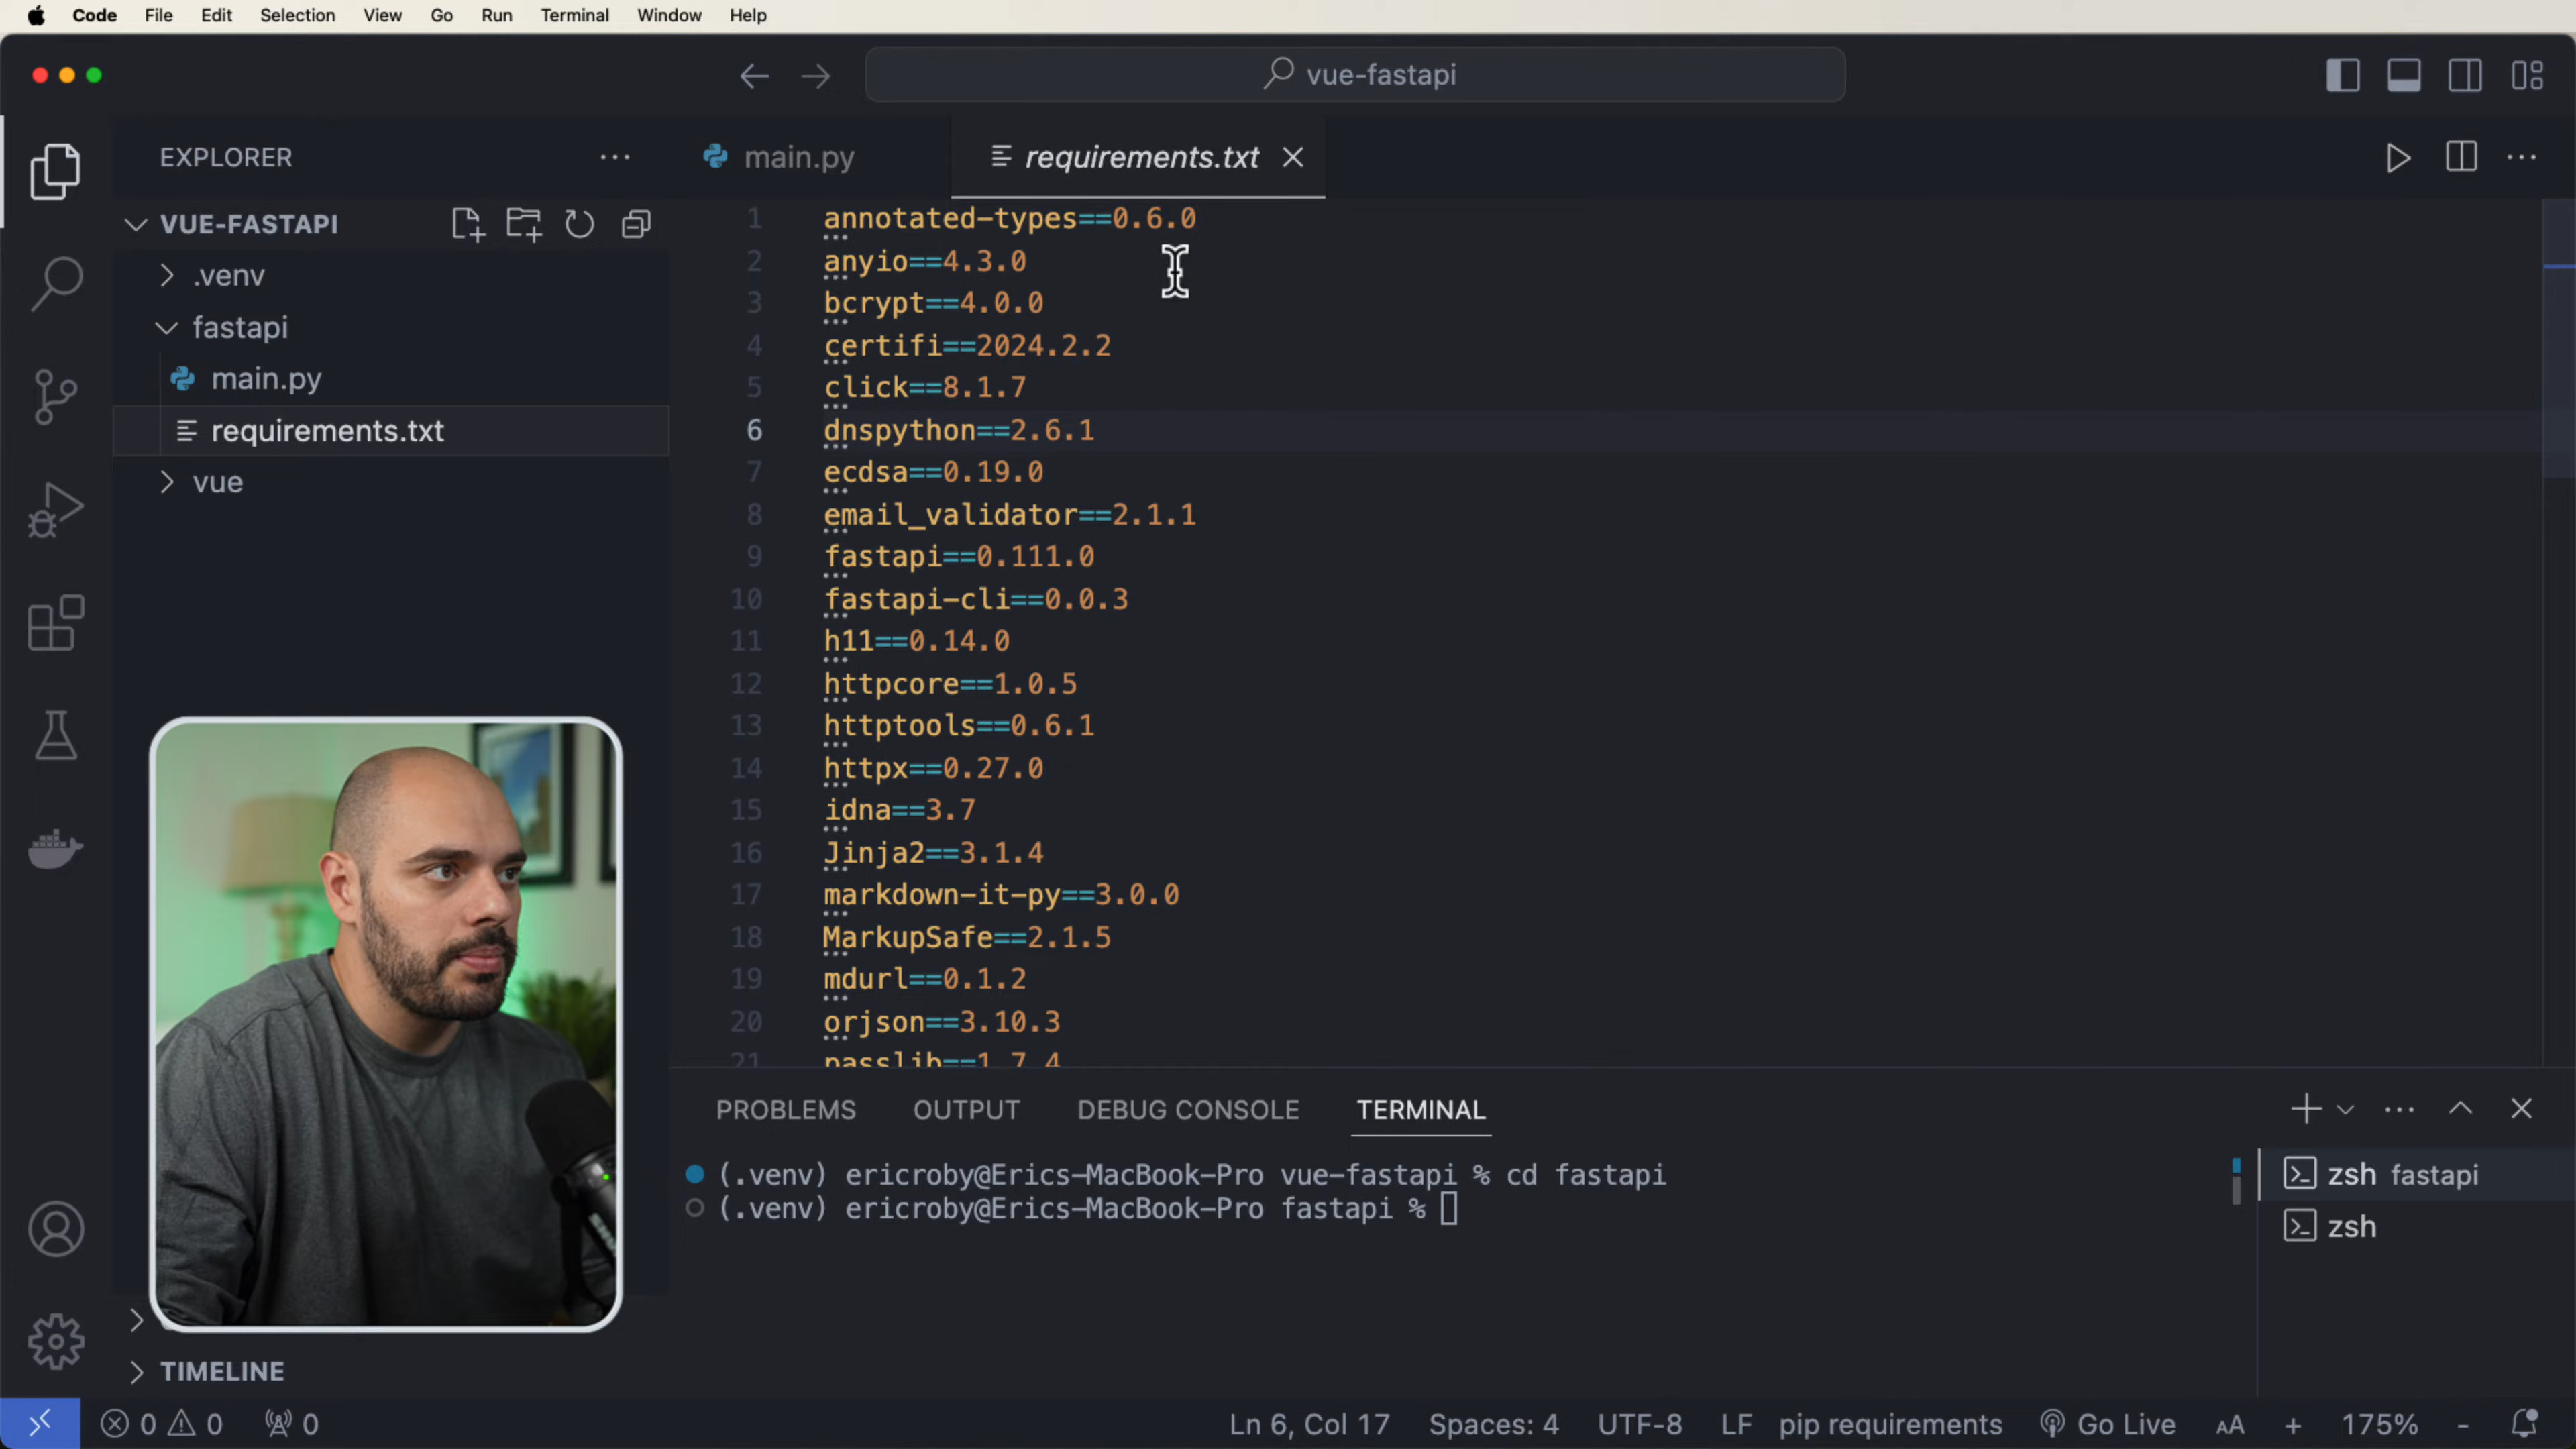 Code File Edit Selection View Go Run Terminal Window Help
vue-fastapi
EXPLORER
main.py
requirements.txt
VUE-FASTAPI
.venv
fastapi
main.py
requirements.txt
vue
1 annotated-types==0.6.0
2 anyio==4.3.0
3 bcrypt==4.0.0
4 certifi==2024.2.2
5 click==8.1.7
6 dnspython==2.6.1
7 ecdsa==0.19.0
8 email_validator==2.1.1
9 fastapi==0.111.0
10 fastapi-cli==0.0.3
11 h11==0.14.0
12 httpcore==1.0.5
13 httptools==0.6.1
14 httpx==0.27.0
15 idna==3.7
16 Jinja2==3.1.4
17 markdown-it-py==3.0.0
18 MarkupSafe==2.1.5
19 mdurl==0.1.2
20 orjson==3.10.3
21 passlib==1.7.4
PROBLEMS OUTPUT DEBUG CONSOLE TERMINAL
(.venv) ericroby@Erics-MacBook-Pro vue-fastapi % cd fastapi
(.venv) ericroby@Erics-MacBook-Pro fastapi %
zsh fastapi
zsh
TIMELINE
0 0 0 Ln 6, Col 17 Spaces: 4 UTF-8 LF pip requirements Go Live AA + 175% -